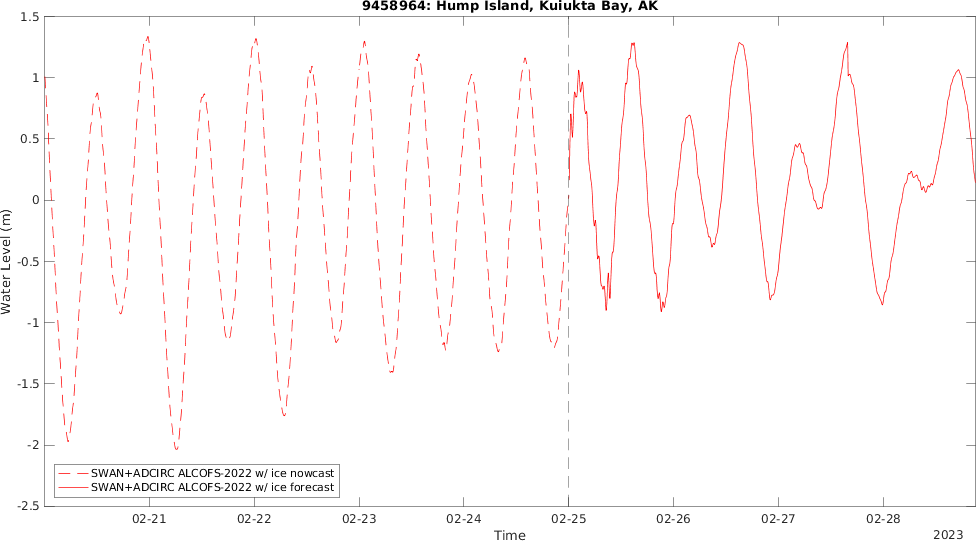 9458964: Hump Island, Kuiukta Bay, AK
1.5
1
0.5
0
-0.5
-1
-1.5
-2
-2.5
Water Level (m)
SWAN+ADCIRC ALCOFS-2022 w/ ice nowcast
SWAN+ADCIRC ALCOFS-2022 w/ ice forecast
02-21 02-22 02-23 02-24 02-25 02-26 02-27 02-28
Time
2023